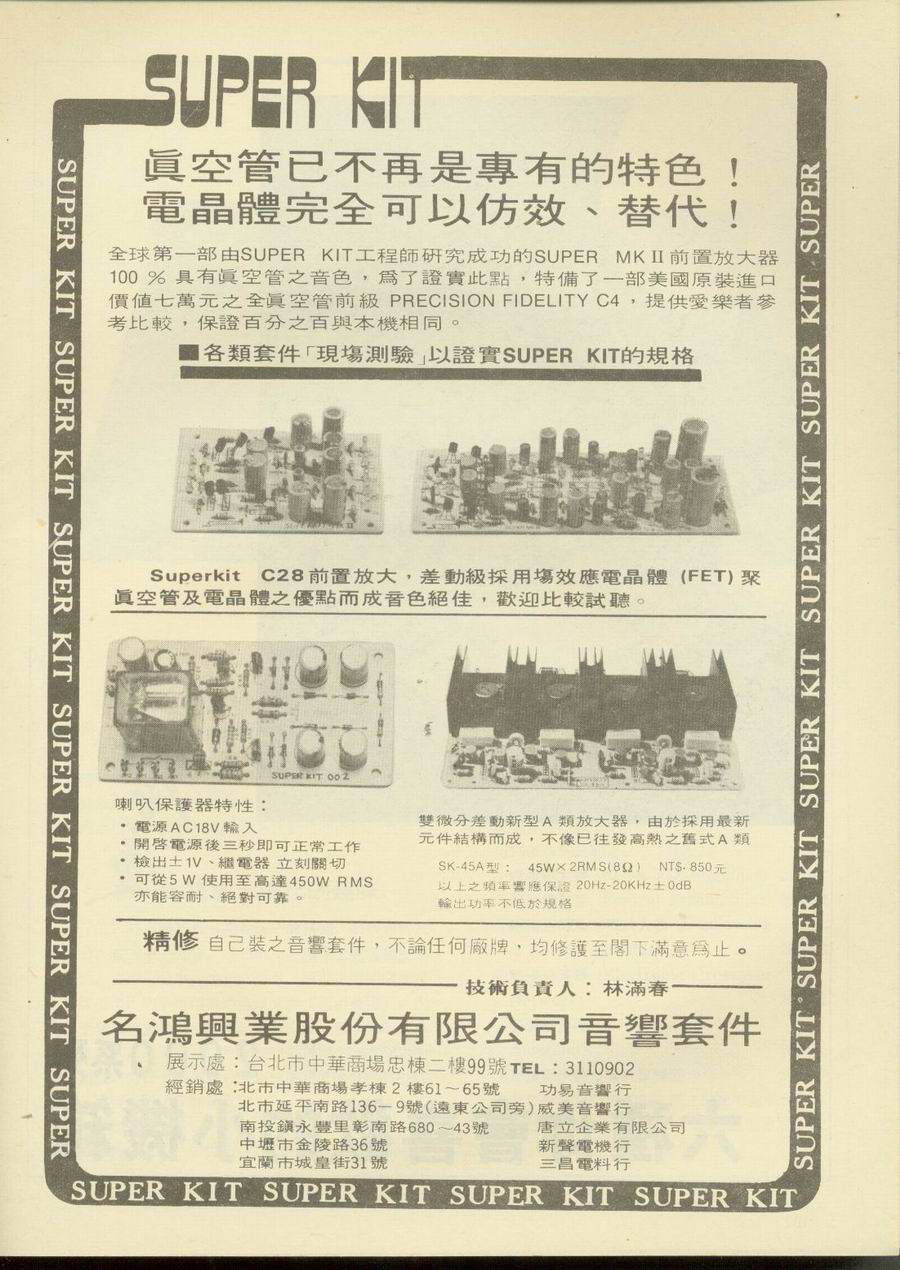 SUPER KIT
眞空管已不再是專有的特色！
電晶體完全可以仿效、替代！
全球第一部由SUPER KIT工程師研究成功的SUPER MKⅡ前置放大器
100 % 具有眞空管之音色，爲了證實此點，特備了一部美國原裝進口
價值七萬元之全眞空管前級 PRECISION FIDELITY C4，提供愛樂者參
考比較，保證百分之百與本機相同。
■各類套件「現場測驗」以證實SUPER KIT的規格
Superkit C28前置放大，差動級採用場效應電晶體 (FET) 聚
眞空管及電晶體之優點而成音色絕佳，歡迎比較試聽。
SUPER KIT 002
喇叭保護器特性：
• 電源AC18V輸入
• 開啓電源後三秒即可正常工作
• 檢出±1V、繼電器 立刻關切
• 可從5W使用至高達450W RMS
亦能容耐、絕對可靠。
雙微分差動新型A類放大器，由於採用最新
元件結構而成，不像已往發高熱之舊式A類
SK-45A型： 45W×2RMS(8Ω) NT$. 850元
以上之頻率響應保證 20Hz-20KHz±0dB
輸出功率不低於規格
精修 自己裝之音響套件，不論任何廠牌，均修護至閣下滿意爲止。
技術負責人：林滿春
名鴻興業股份有限公司音響套件
展示處：台北市中華商場忠棟二樓99號TEL：3110902
經銷處：北市中華商場孝棟2樓61～65號 功易音響行
北市延平南路136－9號(遠東公司旁)威美音響行
南投鎭永豐里彰南路680～43號 唐立企業有限公司
中壢市金陵路36號 新聲電機行
宜蘭市城皇街31號 三昌電料行
SUPER KIT SUPER KIT SUPER KIT SUPER KIT SUPER KIT SUPER
SUPER KIT SUPER KIT SUPER KIT SUPER KIT
SUPER KIT SUPER KIT SUPER KIT SUPER KIT SUPER KIT SUPER